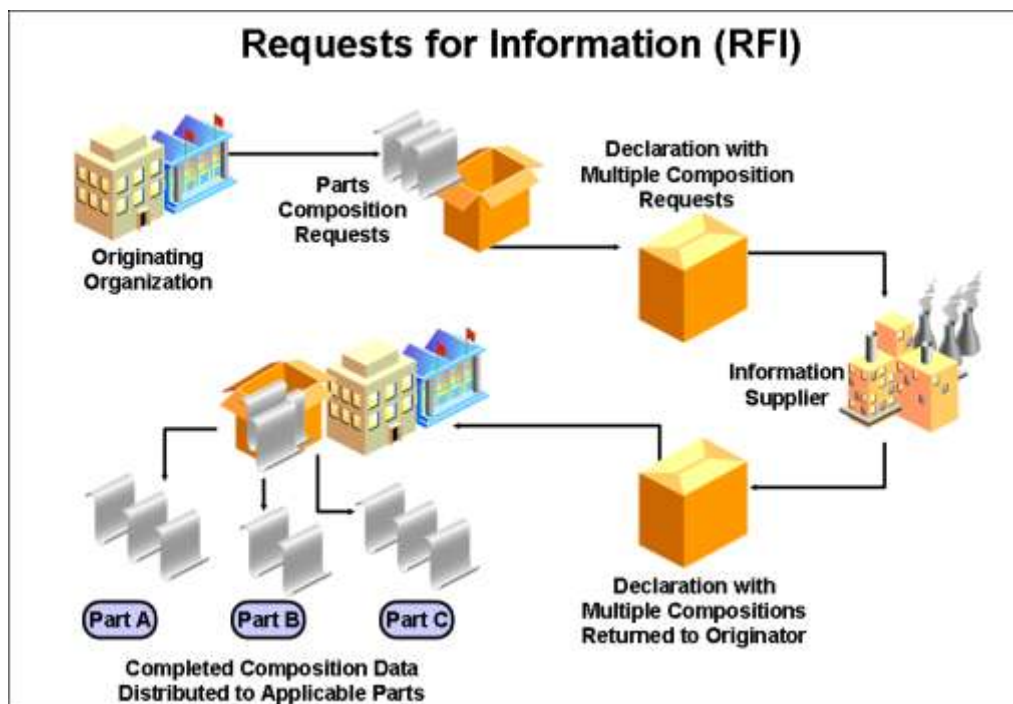 Requests for Information (RFI)
Originating
Organization
Parts
Composition
Requests
Declaration with
Multiple Composition
Requests
Information
Supplier
Declaration with
Multiple Compositions
Returned to Originator
Part A
Part B
Part C
Completed Composition Data
Distributed to Applicable Parts